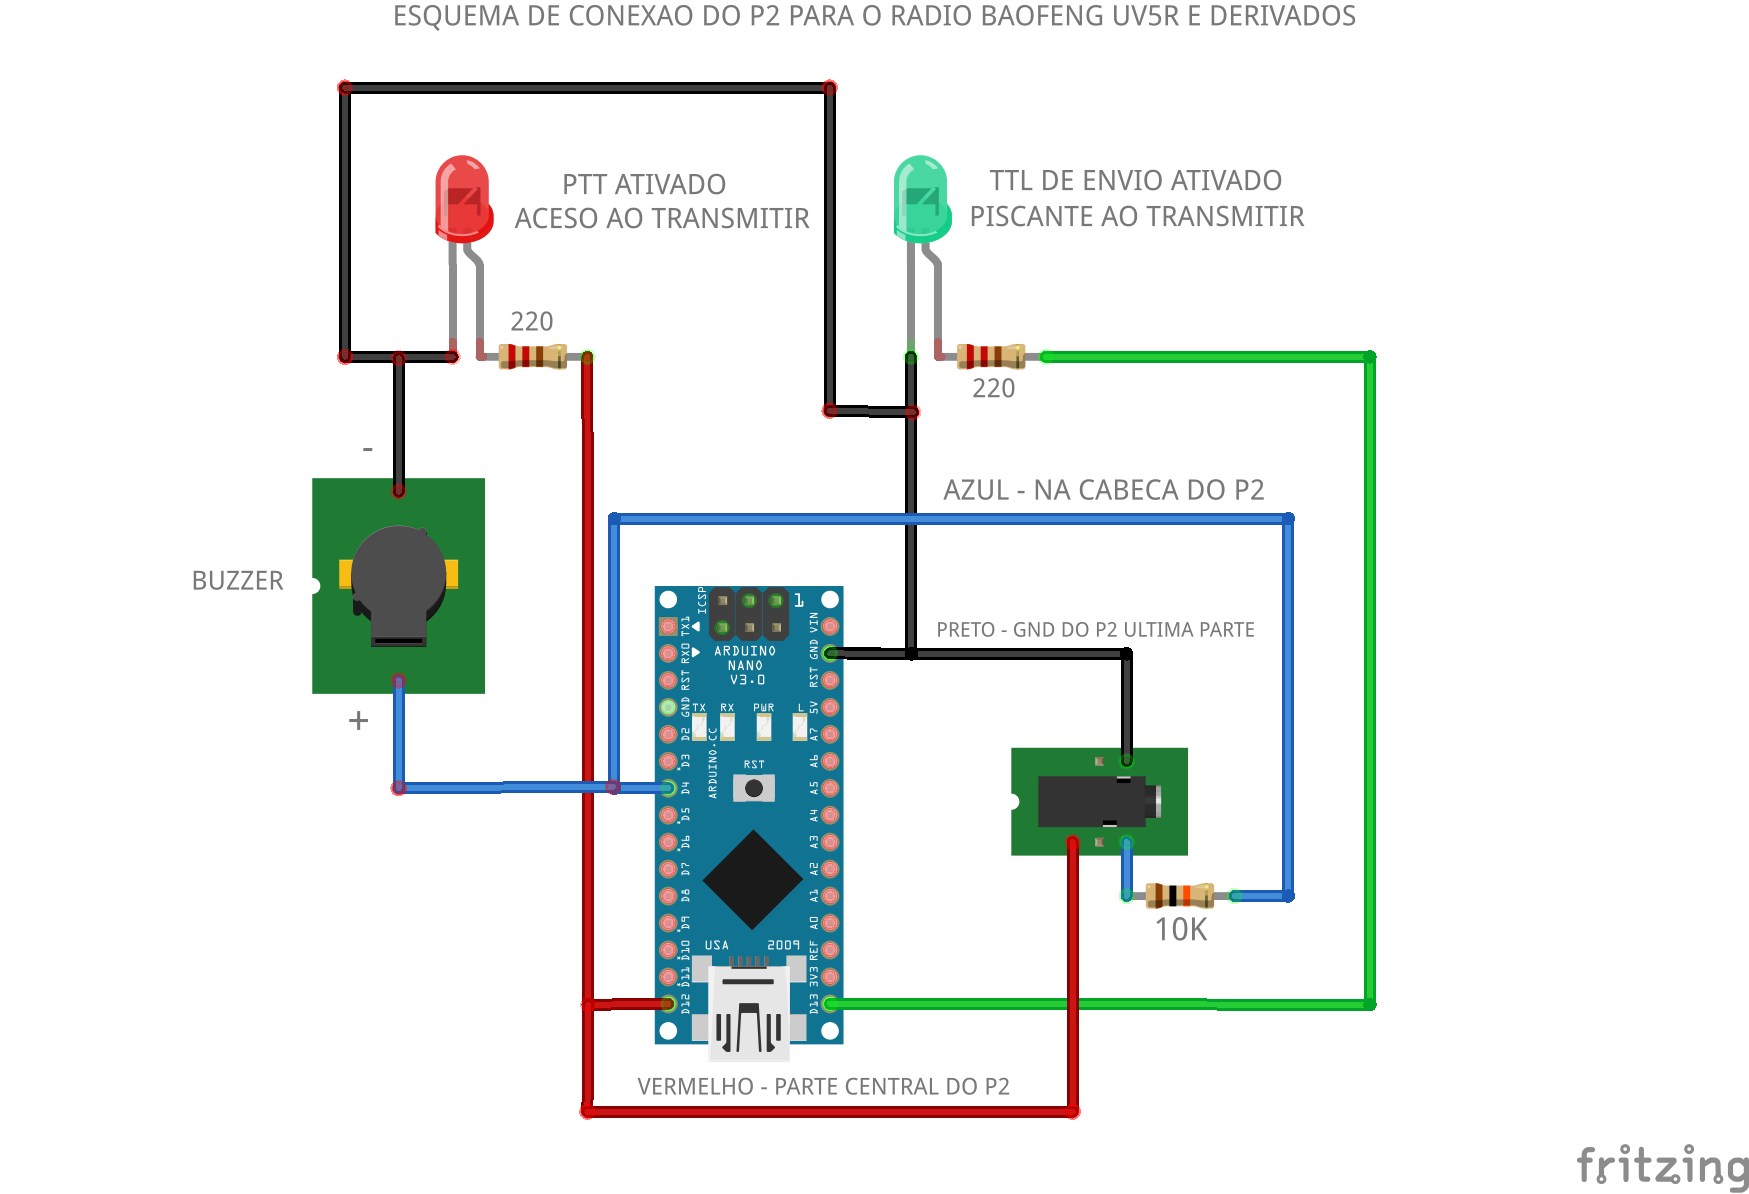 ESQUEMA DE CONEXAO DO P2 PARA O RADIO BAOFENG UV5R E DERIVADOS
PTT ATIVADO
ACESO AO TRANSMITIR
TTL DE ENVIO ATIVADO
PISCANTE AO TRANSMITIR
220
220
-
AZUL - NA CABECA DO P2
BUZZER
+
PRETO - GND DO P2 ULTIMA PARTE
ICSP
1
ARDUINO
NANO
V3.0
TX1
RX0
RST
GND
D2
D3
D4
D5
D6
D7
D8
D9
D10
D11
D12
VIN
GND
RST
5V
A7
A6
A5
A4
A3
A2
A1
A0
REF
3V3
D13
TX
RX
PWR
L
ARDUINO.CC
RST
USA
2009
10K
VERMELHO - PARTE CENTRAL DO P2
fritzing